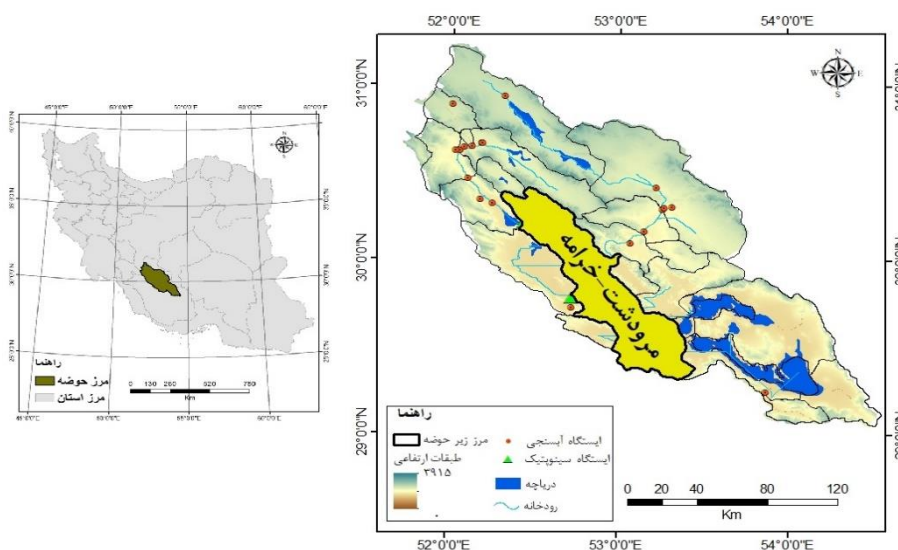 52°0'0"E 53°0'0"E 54°0'0"E
31°0'0"N
30°0'0"N
29°0'0"N
52°0'0"E 53°0'0"E 54°0'0"E
N
W E
S
مرودشت_خرامه
راهنما
مرز زیر حوضه
ایستگاه آبسنجی
طبقات ارتفاعی
ایستگاه سینوپتیک
۳۹۱۵
دریاچه
رودخانه
۰
0 20 40 80 120
Km
N
راهنما
مرز حوضه
مرز استان
0 130 260 520 780
Km